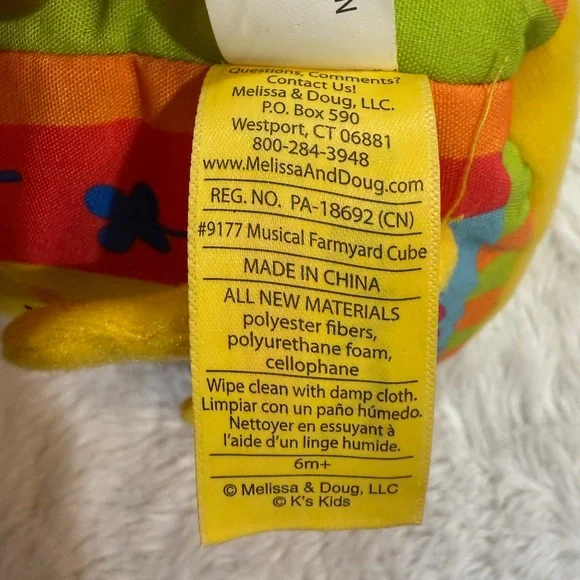 N
Questions, Comments?
Contact Us!
Melissa & Doug, LLC.
P.O. Box 590
Westport, CT 06881
800-284-3948
www.MelissaAndDoug.com
REG. NO. PA-18692 (CN)
#9177 Musical Farmyard Cube
MADE IN CHINA
ALL NEW MATERIALS
polyester fibers,
polyurethane foam,
cellophane
Wipe clean with damp cloth.
Limpiar con un paño húmedo.
Nettoyer en essuyant à
l'aide d'un linge humide.
6m+
© Melissa & Doug, LLC
© K's Kids